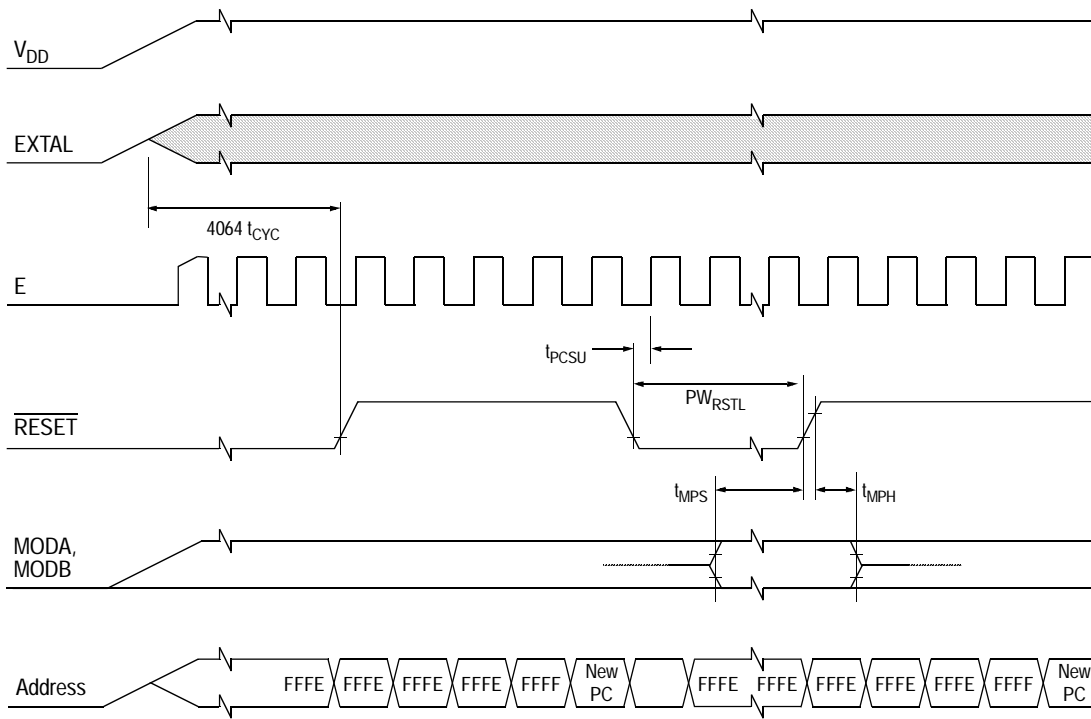 VDD
EXTAL
4064 tCYC
E
tPCSU
PWRSTL
RESET
tMPS
tMPH
MODA,
MODB
Address
FFFE FFFE FFFE FFFE FFFF New PC FFFE FFFE FFFE FFFE FFFE FFFF New PC